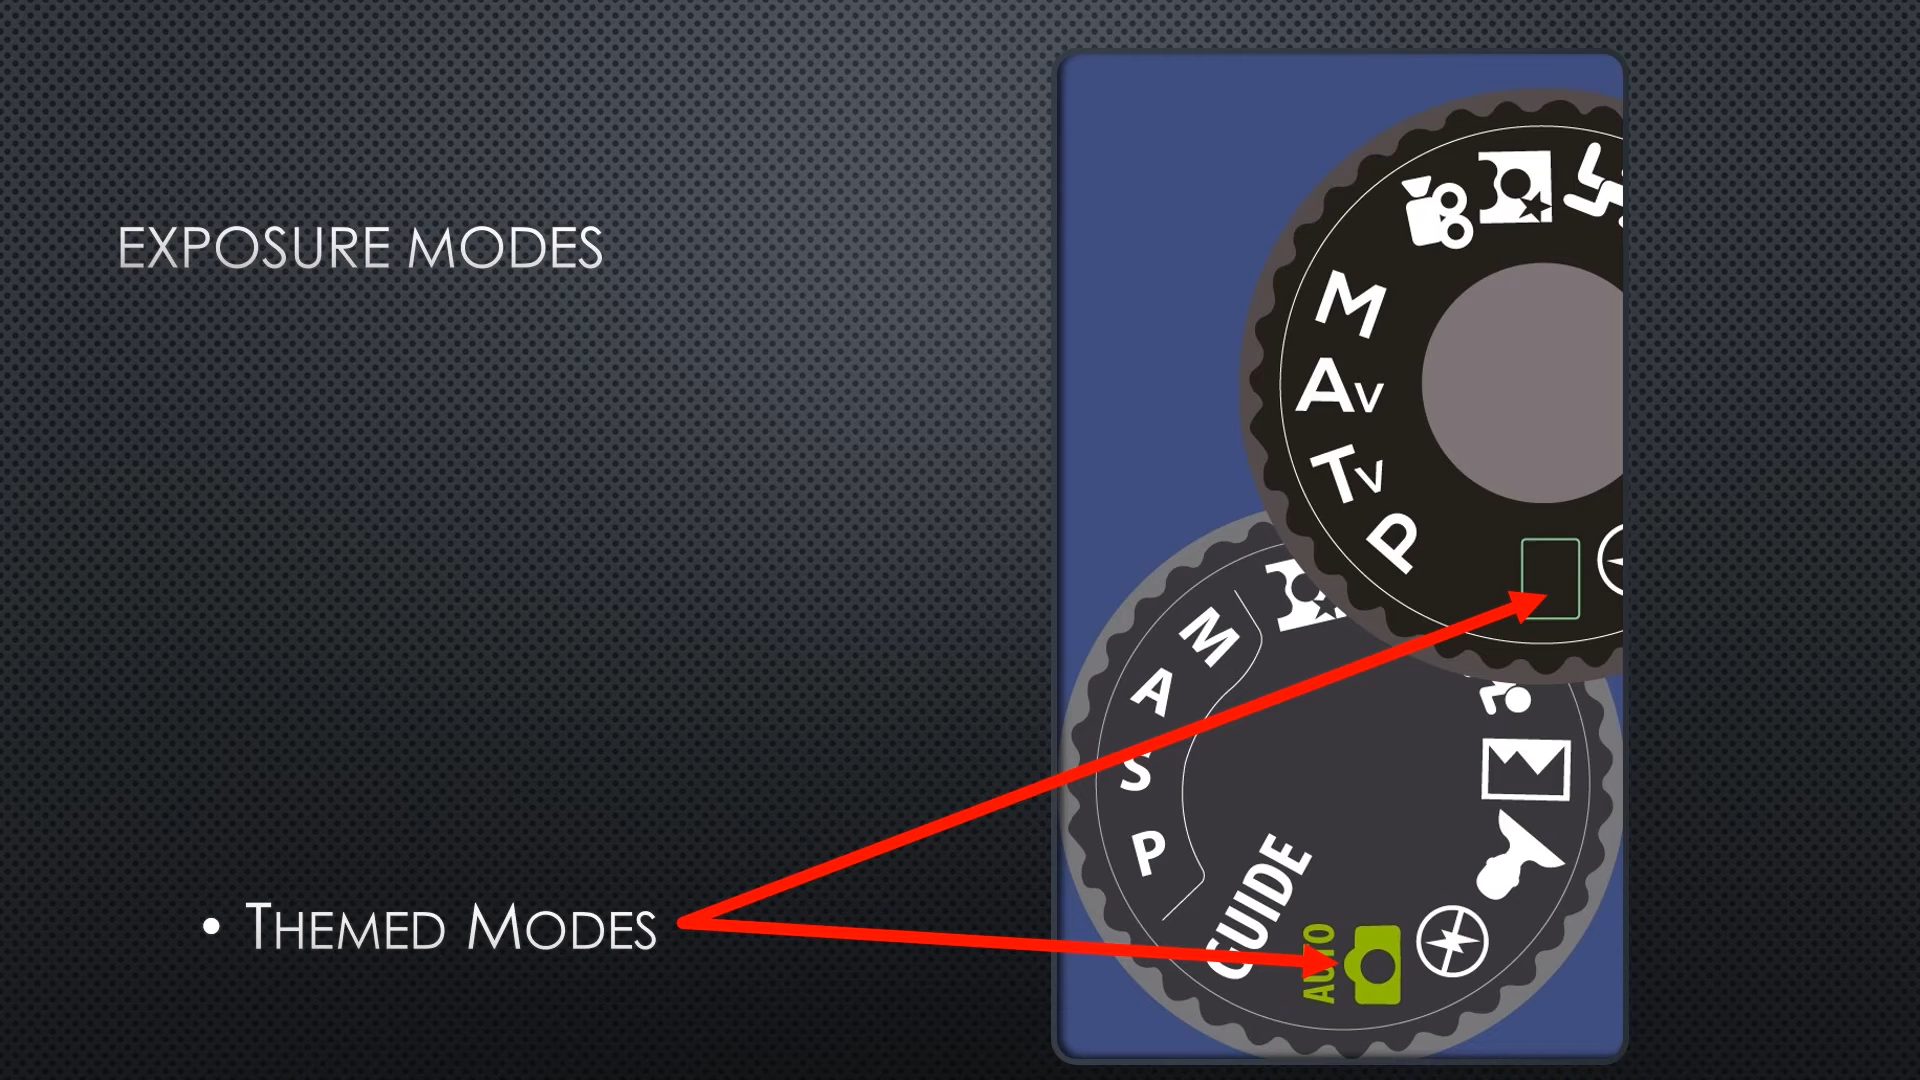 EXPOSURE MODES
M
Av
Tv
P
M
A
S
P
GUIDE
AUTO
• THEMED MODES